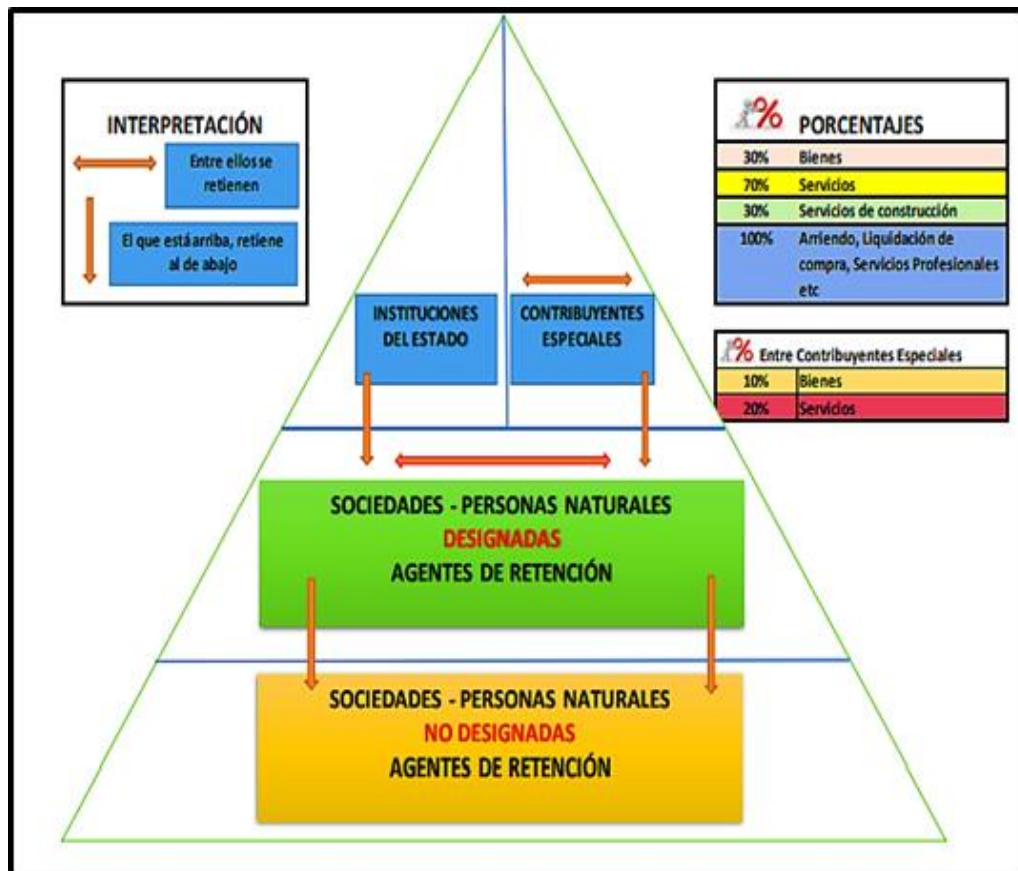 INTERPRETACIÓN
Entre ellos se
retienen
El que está arriba, retiene
al de abajo
% PORCENTAJES
30% Bienes
70% Servicios
30% Servicios de construcción
100% Arriendo, Liquidación de
compra, Servicios Profesionales
etc
% Entre Contribuyentes Especiales
10% Bienes
20% Servicios
INSTITUCIONES
DEL ESTADO
CONTRIBUYENTES
ESPECIALES
SOCIEDADES - PERSONAS NATURALES
DESIGNADAS
AGENTES DE RETENCIÓN
SOCIEDADES - PERSONAS NATURALES
NO DESIGNADAS
AGENTES DE RETENCIÓN